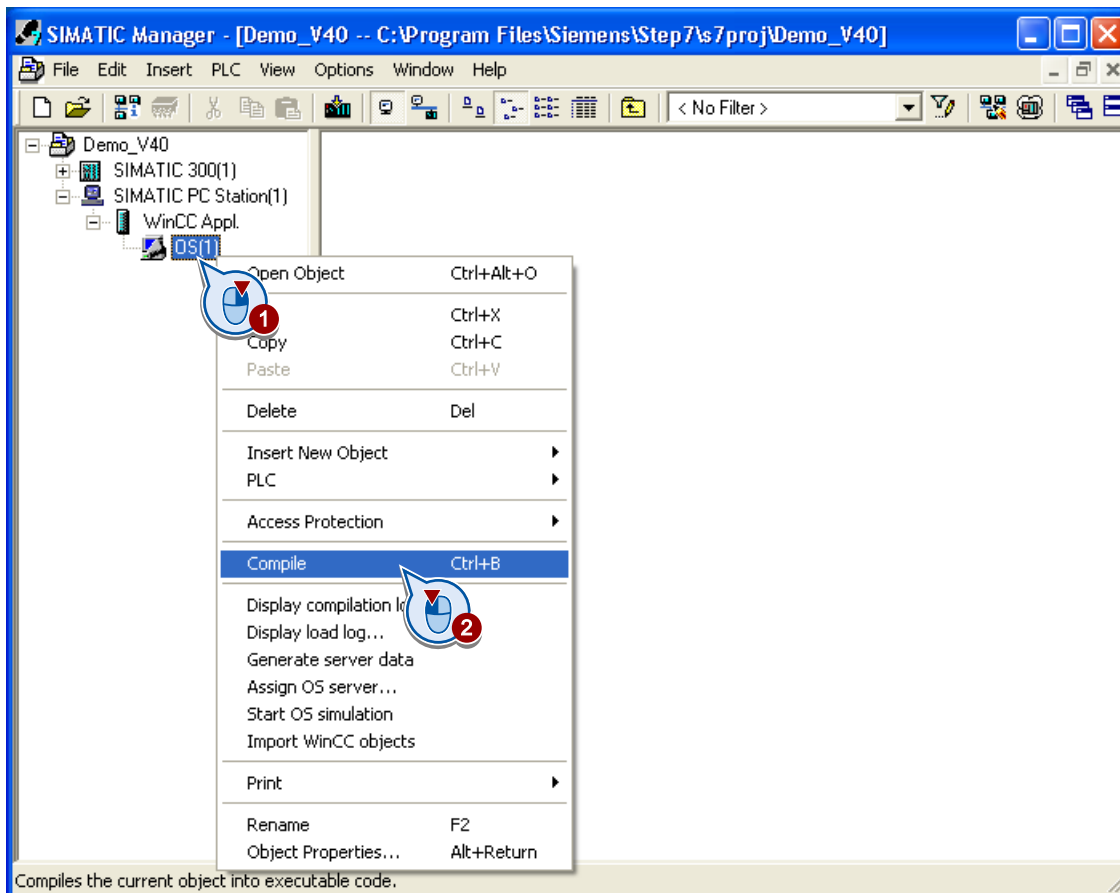 SIMATIC Manager - [Demo_V40 -- C:\Program Files\Siemens\Step7\s7proj\Demo_V40]
File Edit Insert PLC View Options Window Help
< No Filter >
Demo_V40
SIMATIC 300(1)
SIMATIC PC Station(1)
WinCC Appl.
OS(1)
Open Object Ctrl+Alt+O
1
Ctrl+X
Copy Ctrl+C
Paste Ctrl+V
Delete Del
Insert New Object
PLC
Access Protection
Compile Ctrl+B
Display compilation
2
Display load log...
Generate server data
Assign OS server...
Start OS simulation
Import WinCC objects
Print
Rename F2
Object Properties... Alt+Return
Compiles the current object into executable code.